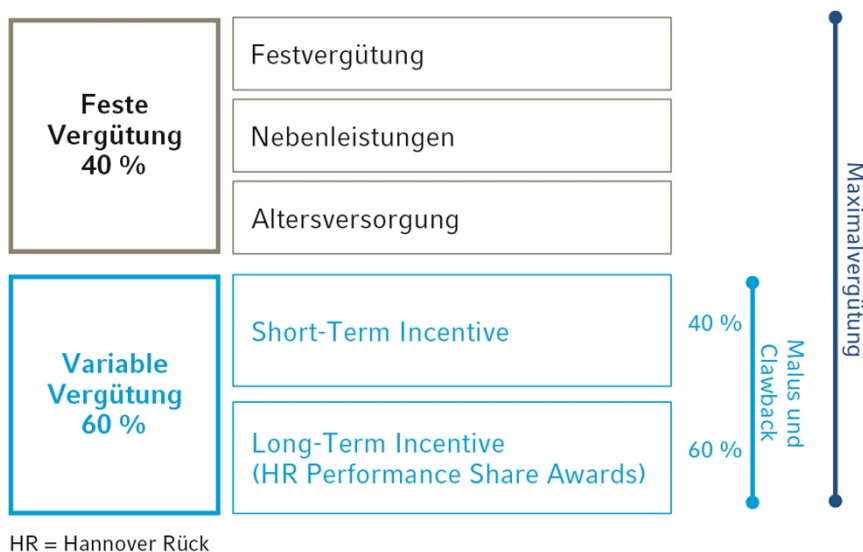 Feste
Vergütung
40 %
Festvergütung
Nebenleistungen
Altersversorgung
Variable
Vergütung
60 %
Short-Term Incentive
40 %
Long-Term Incentive
(HR Performance Share Awards)
60 %
Malus und
Clawback
Maximalvergütung
HR = Hannover Rück